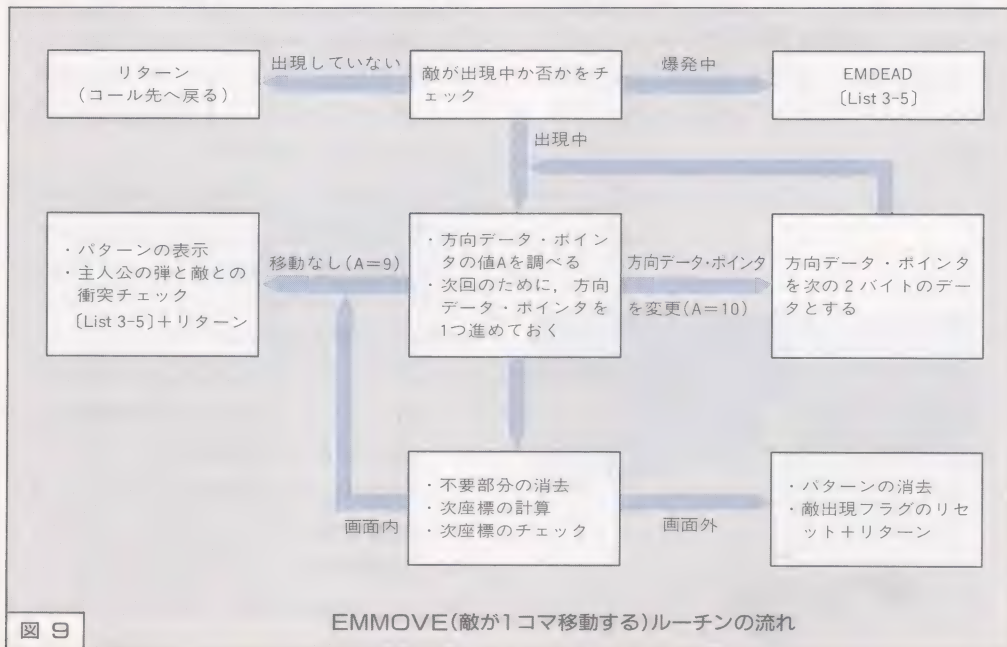 リターン
(コール先へ戻る)
出現していない
敵が出現中か否かをチ
ェック
爆発中
EMDEAD
〔List 3-5〕
出現中
・パターンの表示
・主人公の弾と敵との
衝突チェック
〔List 3-5〕+リターン
移動なし(A=9)
・方向データ・ポイン
タの値Aを調べる
・次回のために,方向
データ・ポインタを
1つ進めておく
方向データ・ポインタ
を変更(A=10)
方向データ・ポインタ
を次の2バイトのデー
タとする
画面内
・不要部分の消去
・次座標の計算
・次座標のチェック
画面外
・パターンの消去
・敵出現フラグのリセ
ット+リターン
図 9
EMMOVE(敵が1コマ移動する)ルーチンの流れ